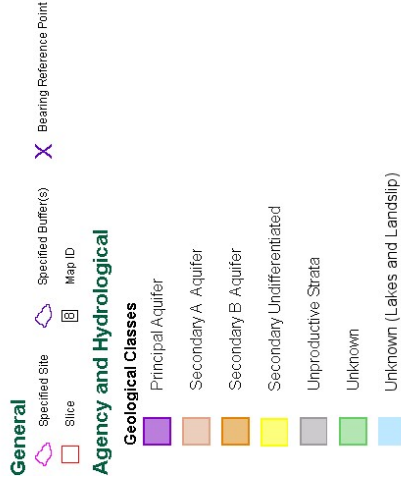 General
Specified Site Specified Buffer(s) X Bearing Reference Point
Slice 8 Map ID
Agency and Hydrological
Geological Classes
Principal Aquifer
Secondary A Aquifer
Secondary B Aquifer
Secondary Undifferentiated
Unproductive Strata
Unknown
Unknown (Lakes and Landslip)